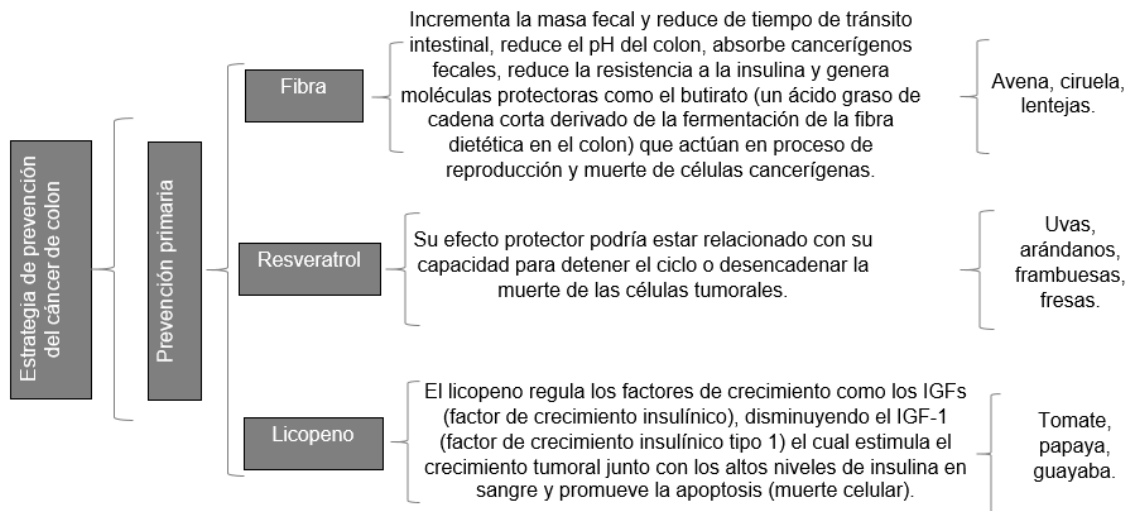 Estrategia de prevención
del cáncer de colon
Prevención primaria
Fibra
Incrementa la masa fecal y reduce de tiempo de tránsito
intestinal, reduce el pH del colon, absorbe cancerígenos
fecales, reduce la resistencia a la insulina y genera
moléculas protectoras como el butirato (un ácido graso de
cadena corta derivado de la fermentación de la fibra
dietética en el colon) que actúan en proceso de
reproducción y muerte de células cancerígenas.
Avena, ciruela,
lentejas.
Resveratrol
Su efecto protector podría estar relacionado con su
capacidad para detener el ciclo o desencadenar la
muerte de las células tumorales.
Uvas,
arándanos,
frambuesas,
fresas.
Licopeno
El licopeno regula los factores de crecimiento como los IGFs
(factor de crecimiento insulínico), disminuyendo el IGF-1
(factor de crecimiento insulínico tipo 1) el cual estimula el
crecimiento tumoral junto con los altos niveles de insulina en
sangre y promueve la apoptosis (muerte celular).
Tomate,
papaya,
guayaba.